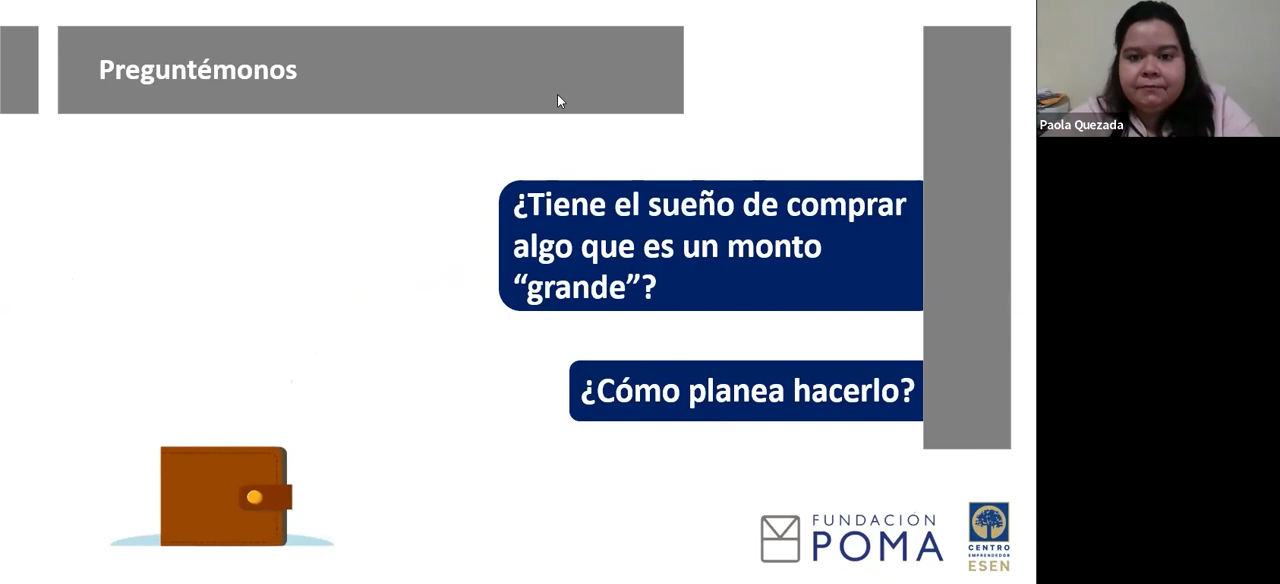 Preguntémonos
Paola Quezada
¿Tiene el sueño de comprar
algo que es un monto
“grande”?
¿Cómo planea hacerlo?
FUNDACIÓN
POMA
CENTRO
EMPRENDEDOR
ESEN